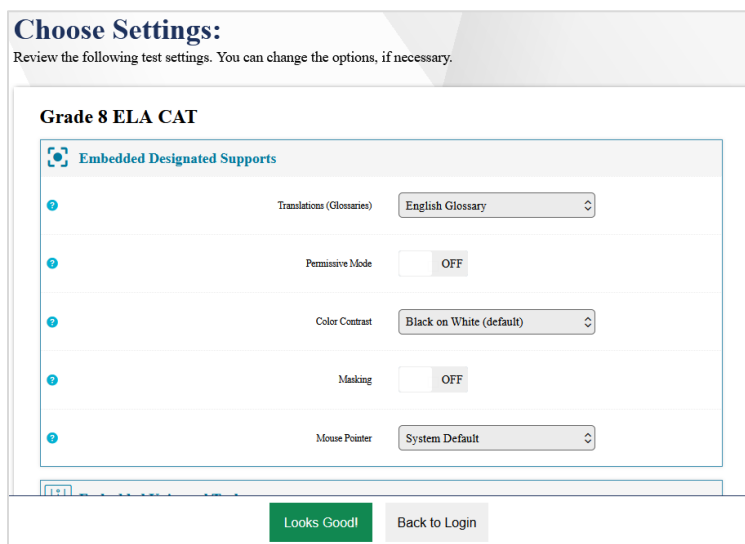 Choose Settings:
Review the following test settings. You can change the options, if necessary.
Grade 8 ELA CAT
Embedded Designated Supports
? Translations (Glossaries) English Glossary
? Permissive Mode OFF
? Color Contrast Black on White (default)
? Masking OFF
? Mouse Pointer System Default
Looks Good! Back to Login